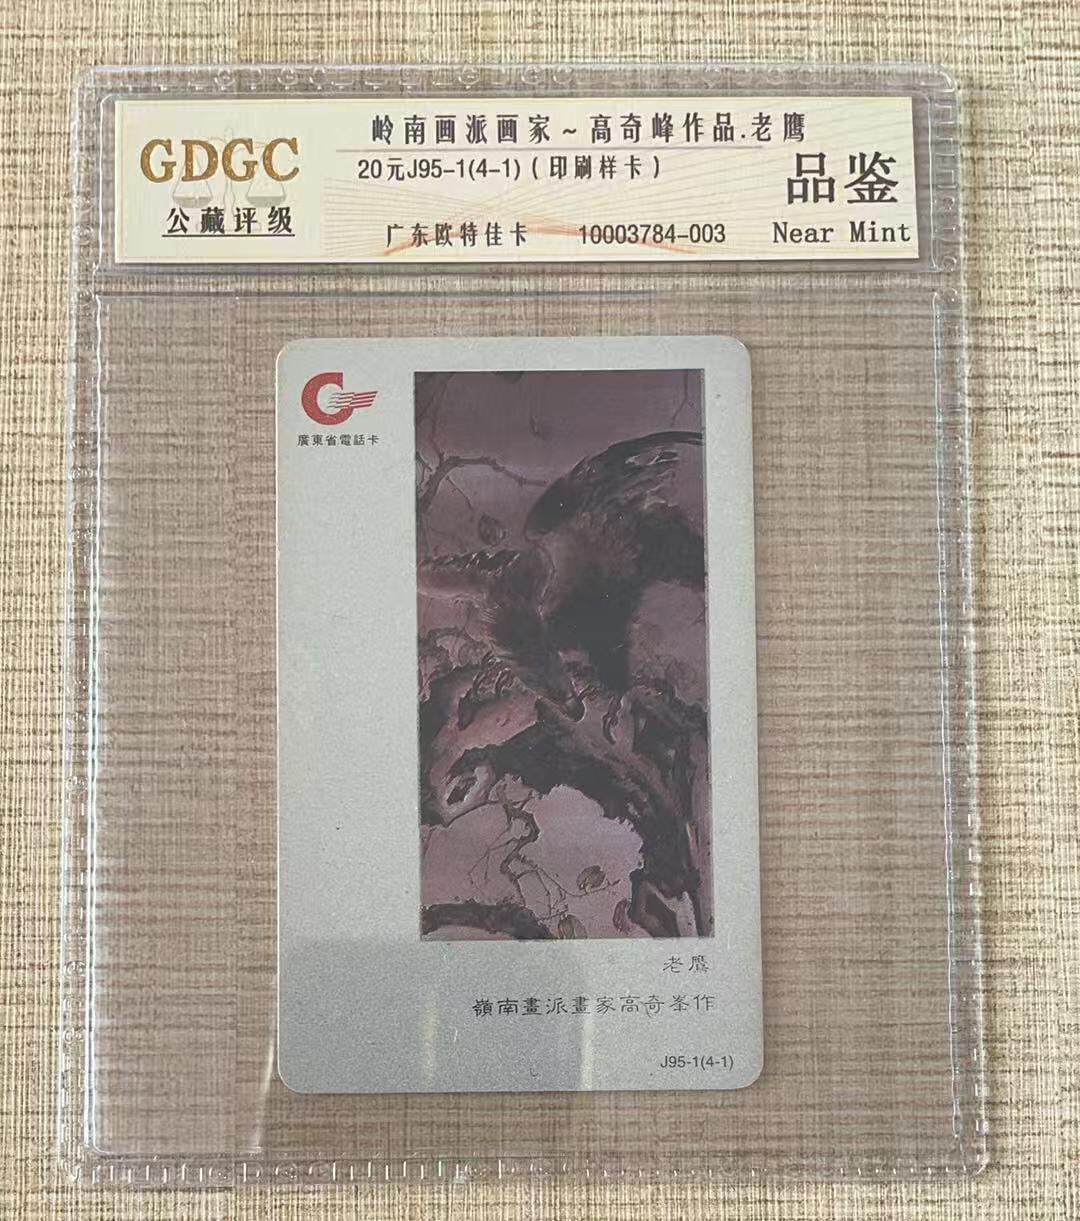 岭南画派画家~高奇峰作品.老鹰
GDGC
20元J95-1(4-1)(印刷样卡)
品鉴
公藏评级
广东欧特佳卡 10003784-003 Near Mint
廣東省電話卡
老鷹
嶺南畫派畫家高奇峯作
J95-1(4-1)